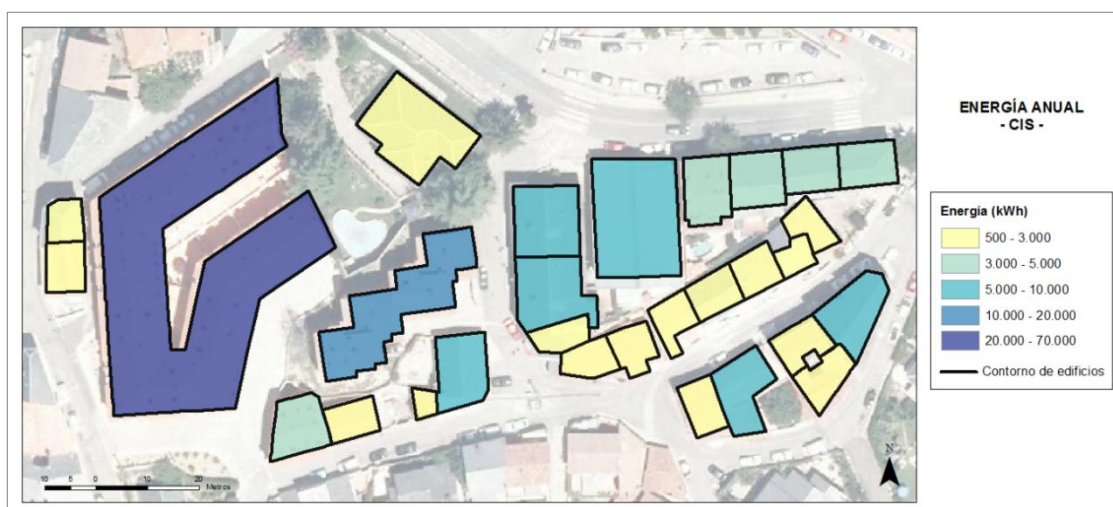 ENERGÍA ANUAL
- CIS -
Energía (kWh)
500 - 3.000
3.000 - 5.000
5.000 - 10.000
10.000 - 20.000
20.000 - 70.000
Contorno de edificios
N
10 5 0 10 20
Metros